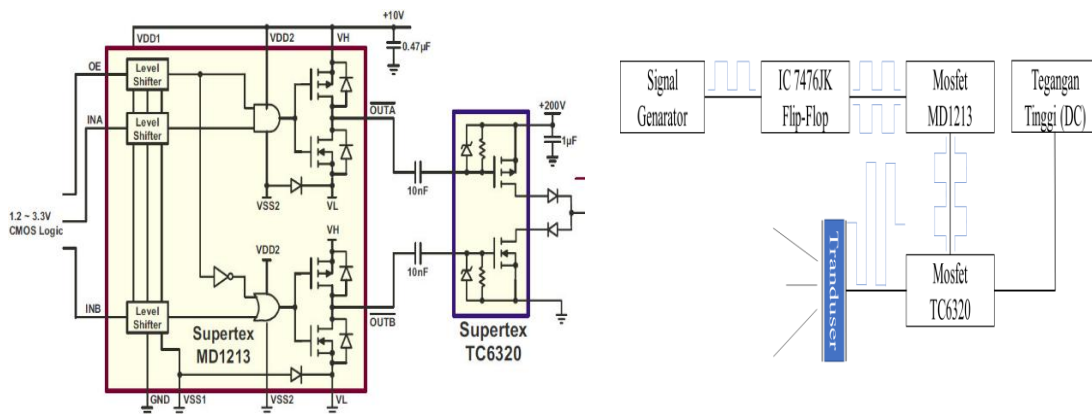 +10V
VDD1
VDD2
VH
0.47µF
OE
Level
Shifter
INA
Level
Shifter
OUTA
+200V
1µF
10nF
VSS2
VL
1.2 ~ 3.3V
CMOS Logic
VDD2
VH
10nF
INB
Level
Shifter
OUTB
Supertex
MD1213
Supertex
TC6320
GND
VSS1
VSS2
VL
Signal
Genarator
IC 7476JK
Flip-Flop
Mosfet
MD1213
Tegangan
Tinggi (DC)
Tranduser
Mosfet
TC6320